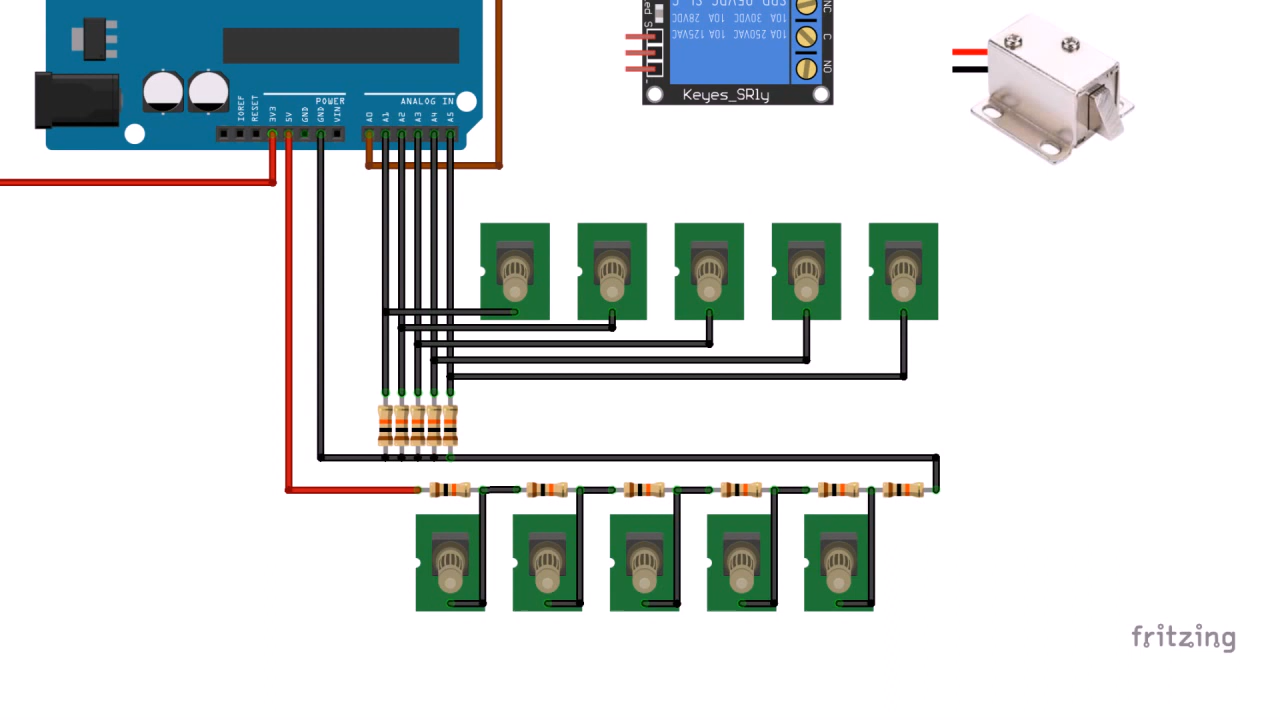 IOREF
RESET
3V3
5V
GND
GND
VIN
POWER
A0
A1
A2
A3
A4
A5
ANALOG IN
S
10A 250VAC 10A 125VAC
10A 30VDC 10A 28VDC
NC
C
NO
Keyes_SR1y
fritzing